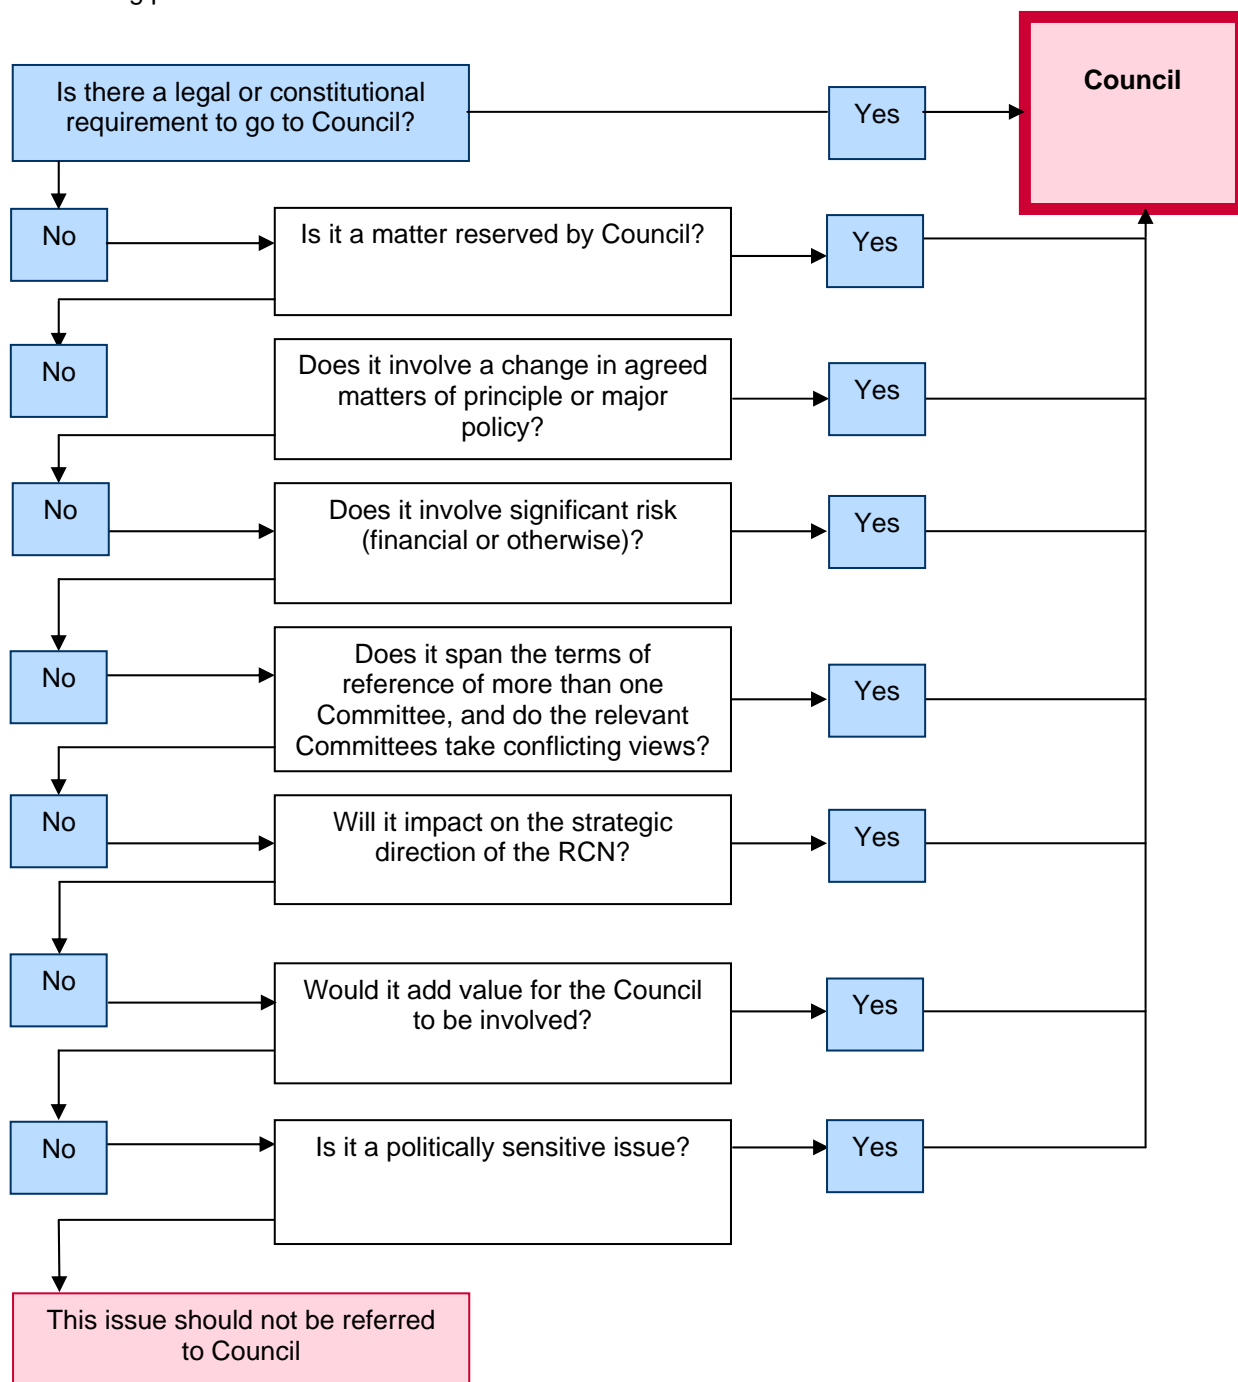 Is there a legal or constitutional
requirement to go to Council?
Yes
Council
No
Is it a matter reserved by Council?
Yes
No
Does it involve a change in agreed
matters of principle or major
policy?
Yes
No
Does it involve significant risk
(financial or otherwise)?
Yes
No
Does it span the terms of
reference of more than one
Committee, and do the relevant
Committees take conflicting views?
Yes
No
Will it impact on the strategic
direction of the RCN?
Yes
No
Would it add value for the Council
to be involved?
Yes
No
Is it a politically sensitive issue?
Yes
This issue should not be referred
to Council